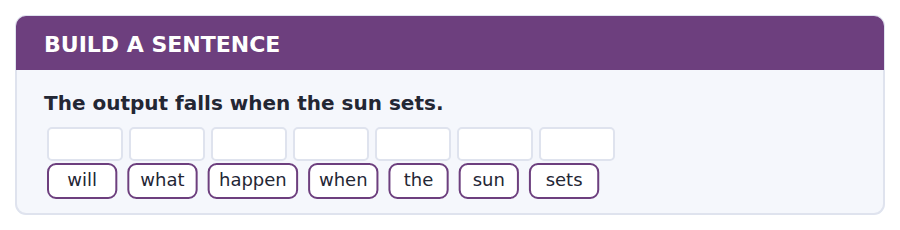 BUILD A SENTENCE
The output falls when the sun sets.
will what happen when the sun sets